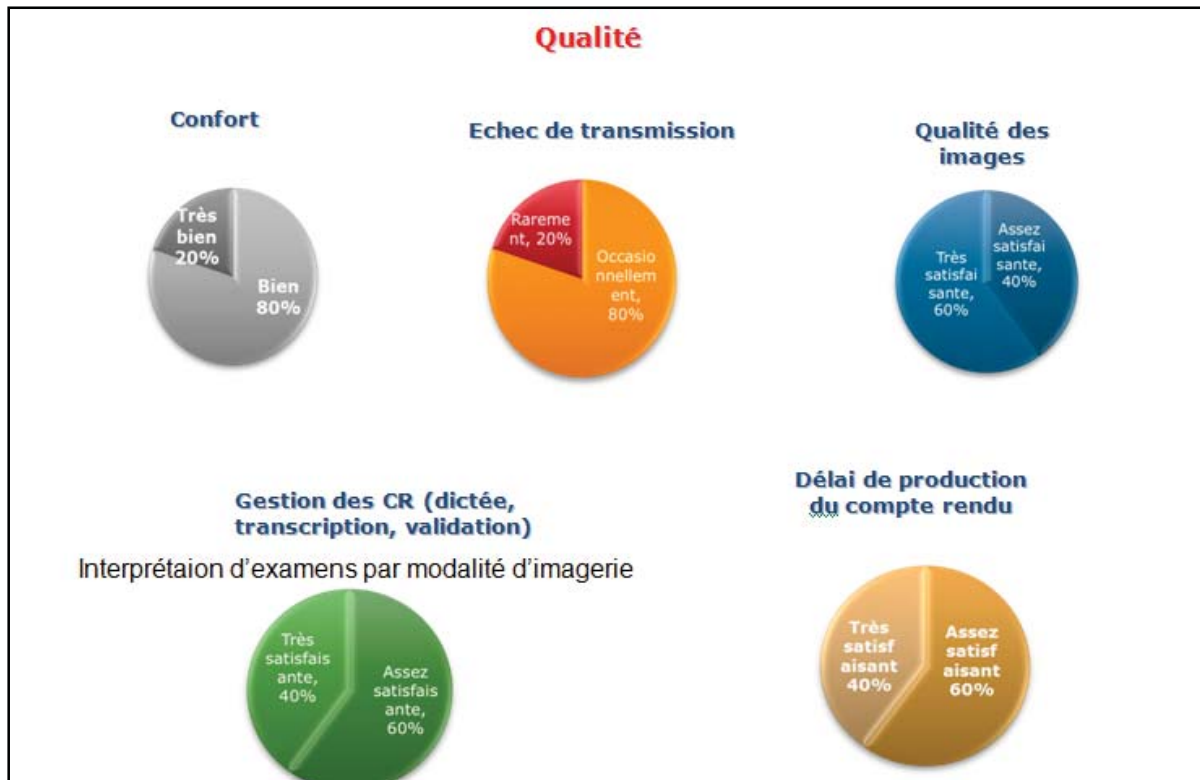 Qualité
Confort
Très
bien
20%
Bien
80%
Echec de transmission
Rareme
nt, 20%
Occasio
nnellem
ent,
80%
Qualité des
images
Très
satisfai
sante,
60%
Assez
satisfai
sante,
40%
Gestion des CR (dictée,
transcription, validation)
Interprétaion d’examens par modalité d’imagerie
Très
satisfais
ante,
40%
Assez
satisfais
ante,
60%
Délai de production
du compte rendu
Très
satisf
aisant
40%
Assez
satisf
aisant
60%